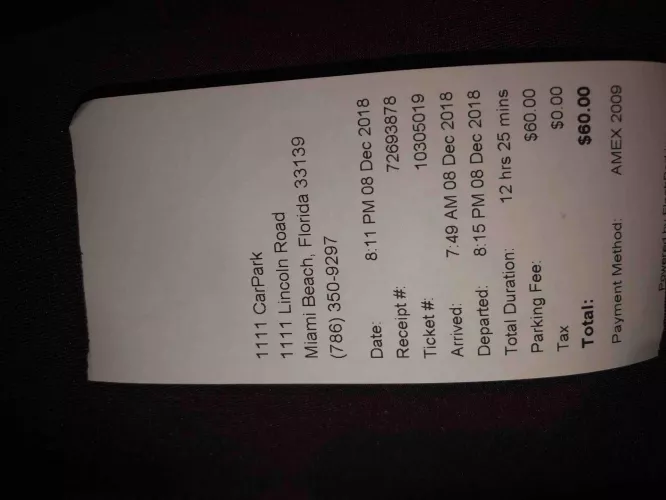 1111 CarPark
1111 Lincoln Road
Miami Beach, Florida 33139
(786) 350-9297
Date: 8:11 PM 08 Dec 2018
Receipt #: 72693878
Ticket #: 10305019
Arrived: 7:49 AM 08 Dec 2018
Departed: 8:15 PM 08 Dec 2018
Total Duration: 12 hrs 25 mins
Parking Fee: $60.00
Tax $0.00
Total: $60.00
Payment Method: AMEX 2009